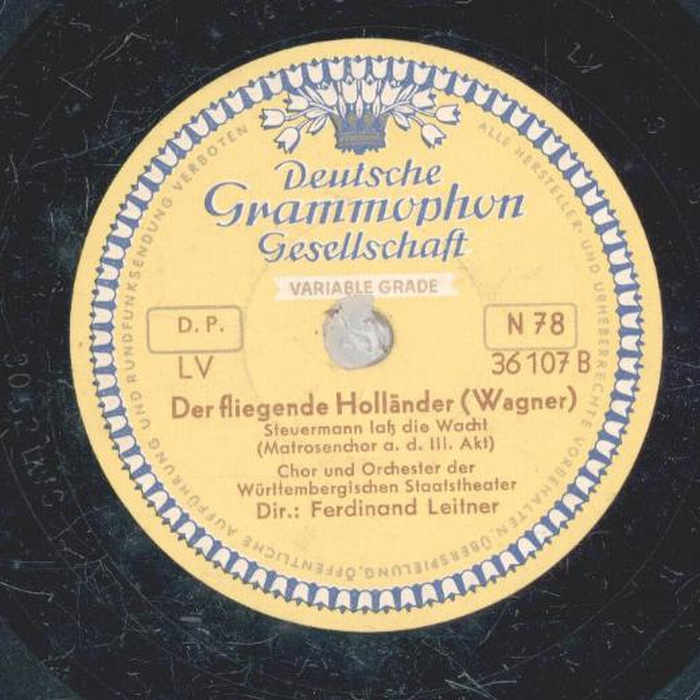 Deutsche
Grammophon
Gesellschaft
VARIABLE GRADE
D. P.
N 78
LV
36 107 B
Der fliegende Holländer (Wagner)
Steuermann laß die Wacht
(Matrosenchor a. d. III. Akt)
Chor und Orchester der
Württembergischen Staatstheater
Dir.: Ferdinand Leitner
ALLE HERSTELLER- UND URHEBERRECHTE VORBEHALTEN. ÜBERSPIELUNG, ÖFFENTLICHE AUFFÜHRUNG UND RUNDFUNKSENDUNG VERBOTEN